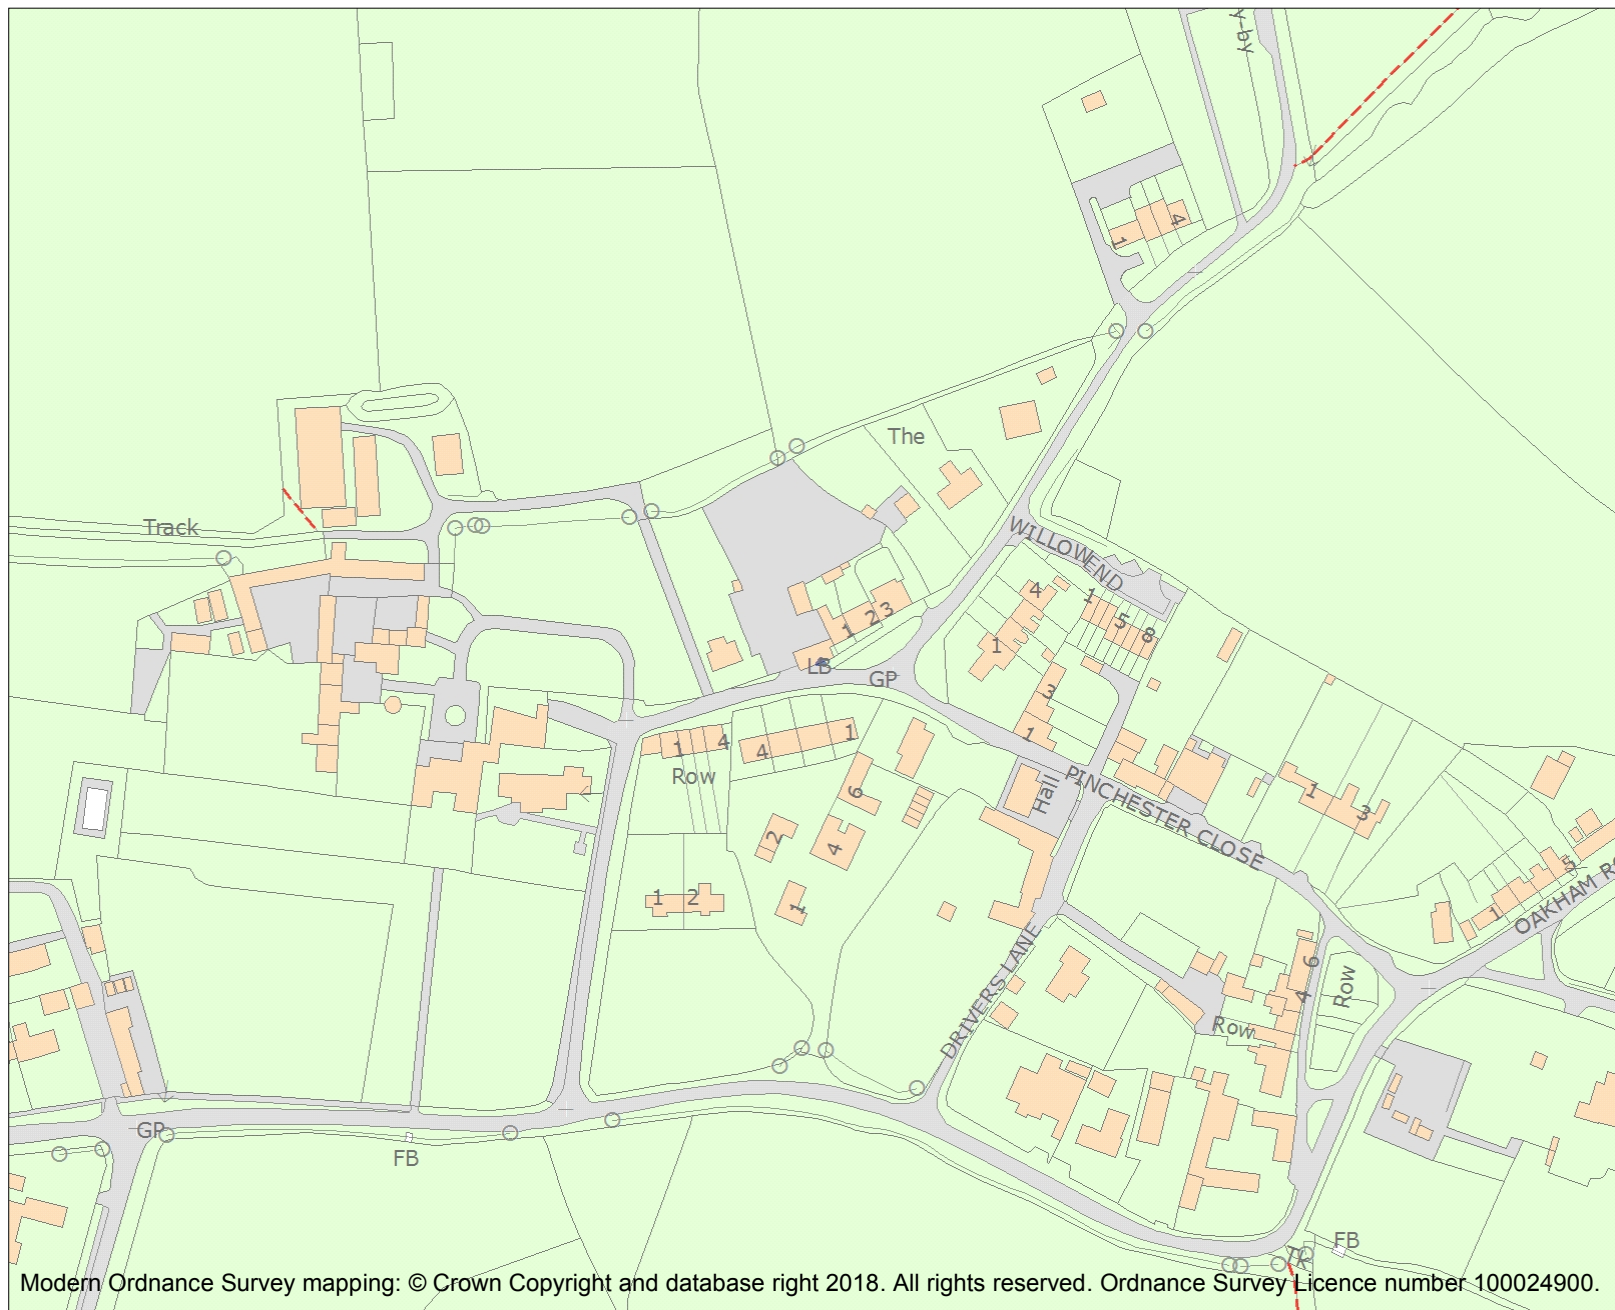 y-by
4
1
The
Track
WILLOW END
4
1
5
8
1
2 3
1
LB
GP
3
1
1
4
4
1
Row
6
Hall
PINCHESTER CLOSE
1
3
2
4
1 2
1
5
1
OAKHAM R
DRIVERS LANE
6
4
Row
Row
GP
FB
FB
Modern Ordnance Survey mapping: © Crown Copyright and database right 2018. All rights reserved. Ordnance Survey Licence number 100024900.